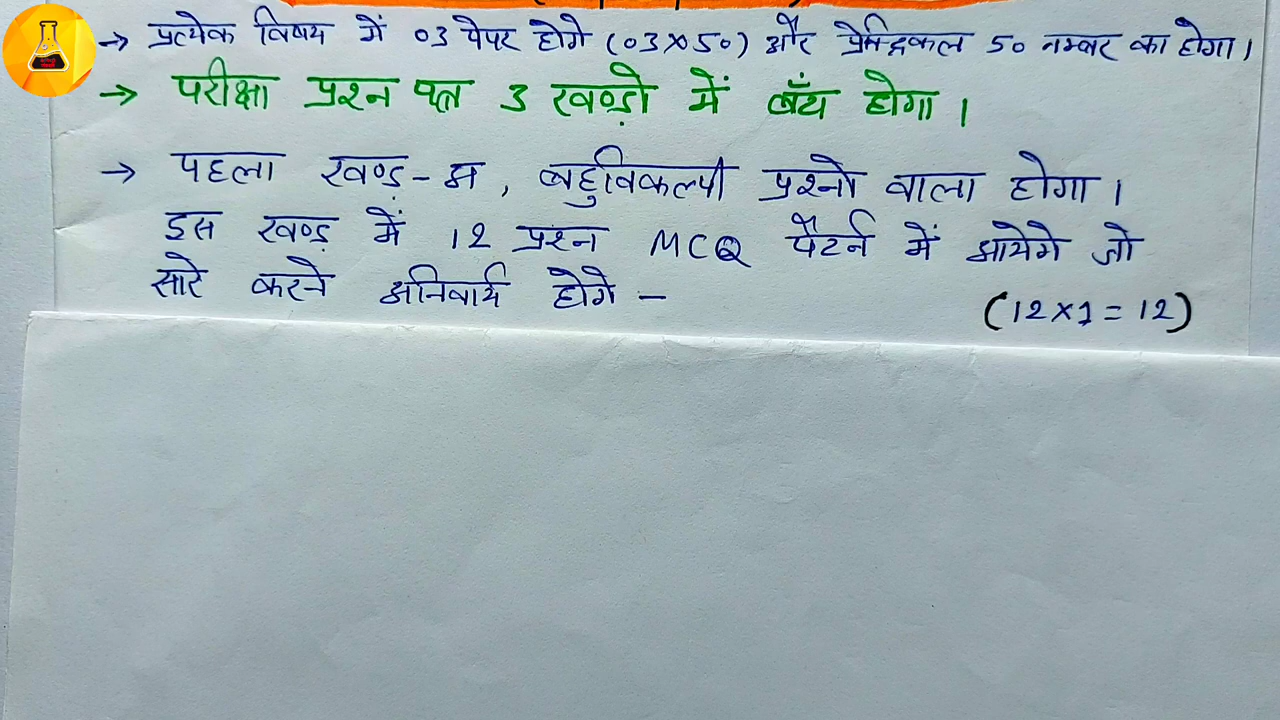 → प्रत्येक विषय में 03 पेपर होगे (03×50) और प्रैक्टिकल 50 नम्बर का होगा।
→ परीक्षा प्रश्न पत्र 3 खण्ड़ो में बँटा होगा।
→ पहला खण्ड़-अ, बहुविकल्पी प्रश्नो वाला होगा।
इस खण्ड़ में 12 प्रश्न MCQ पैटर्न में आयेगे जो
सारे करने अनिवार्य होगे –
(12×1=12)